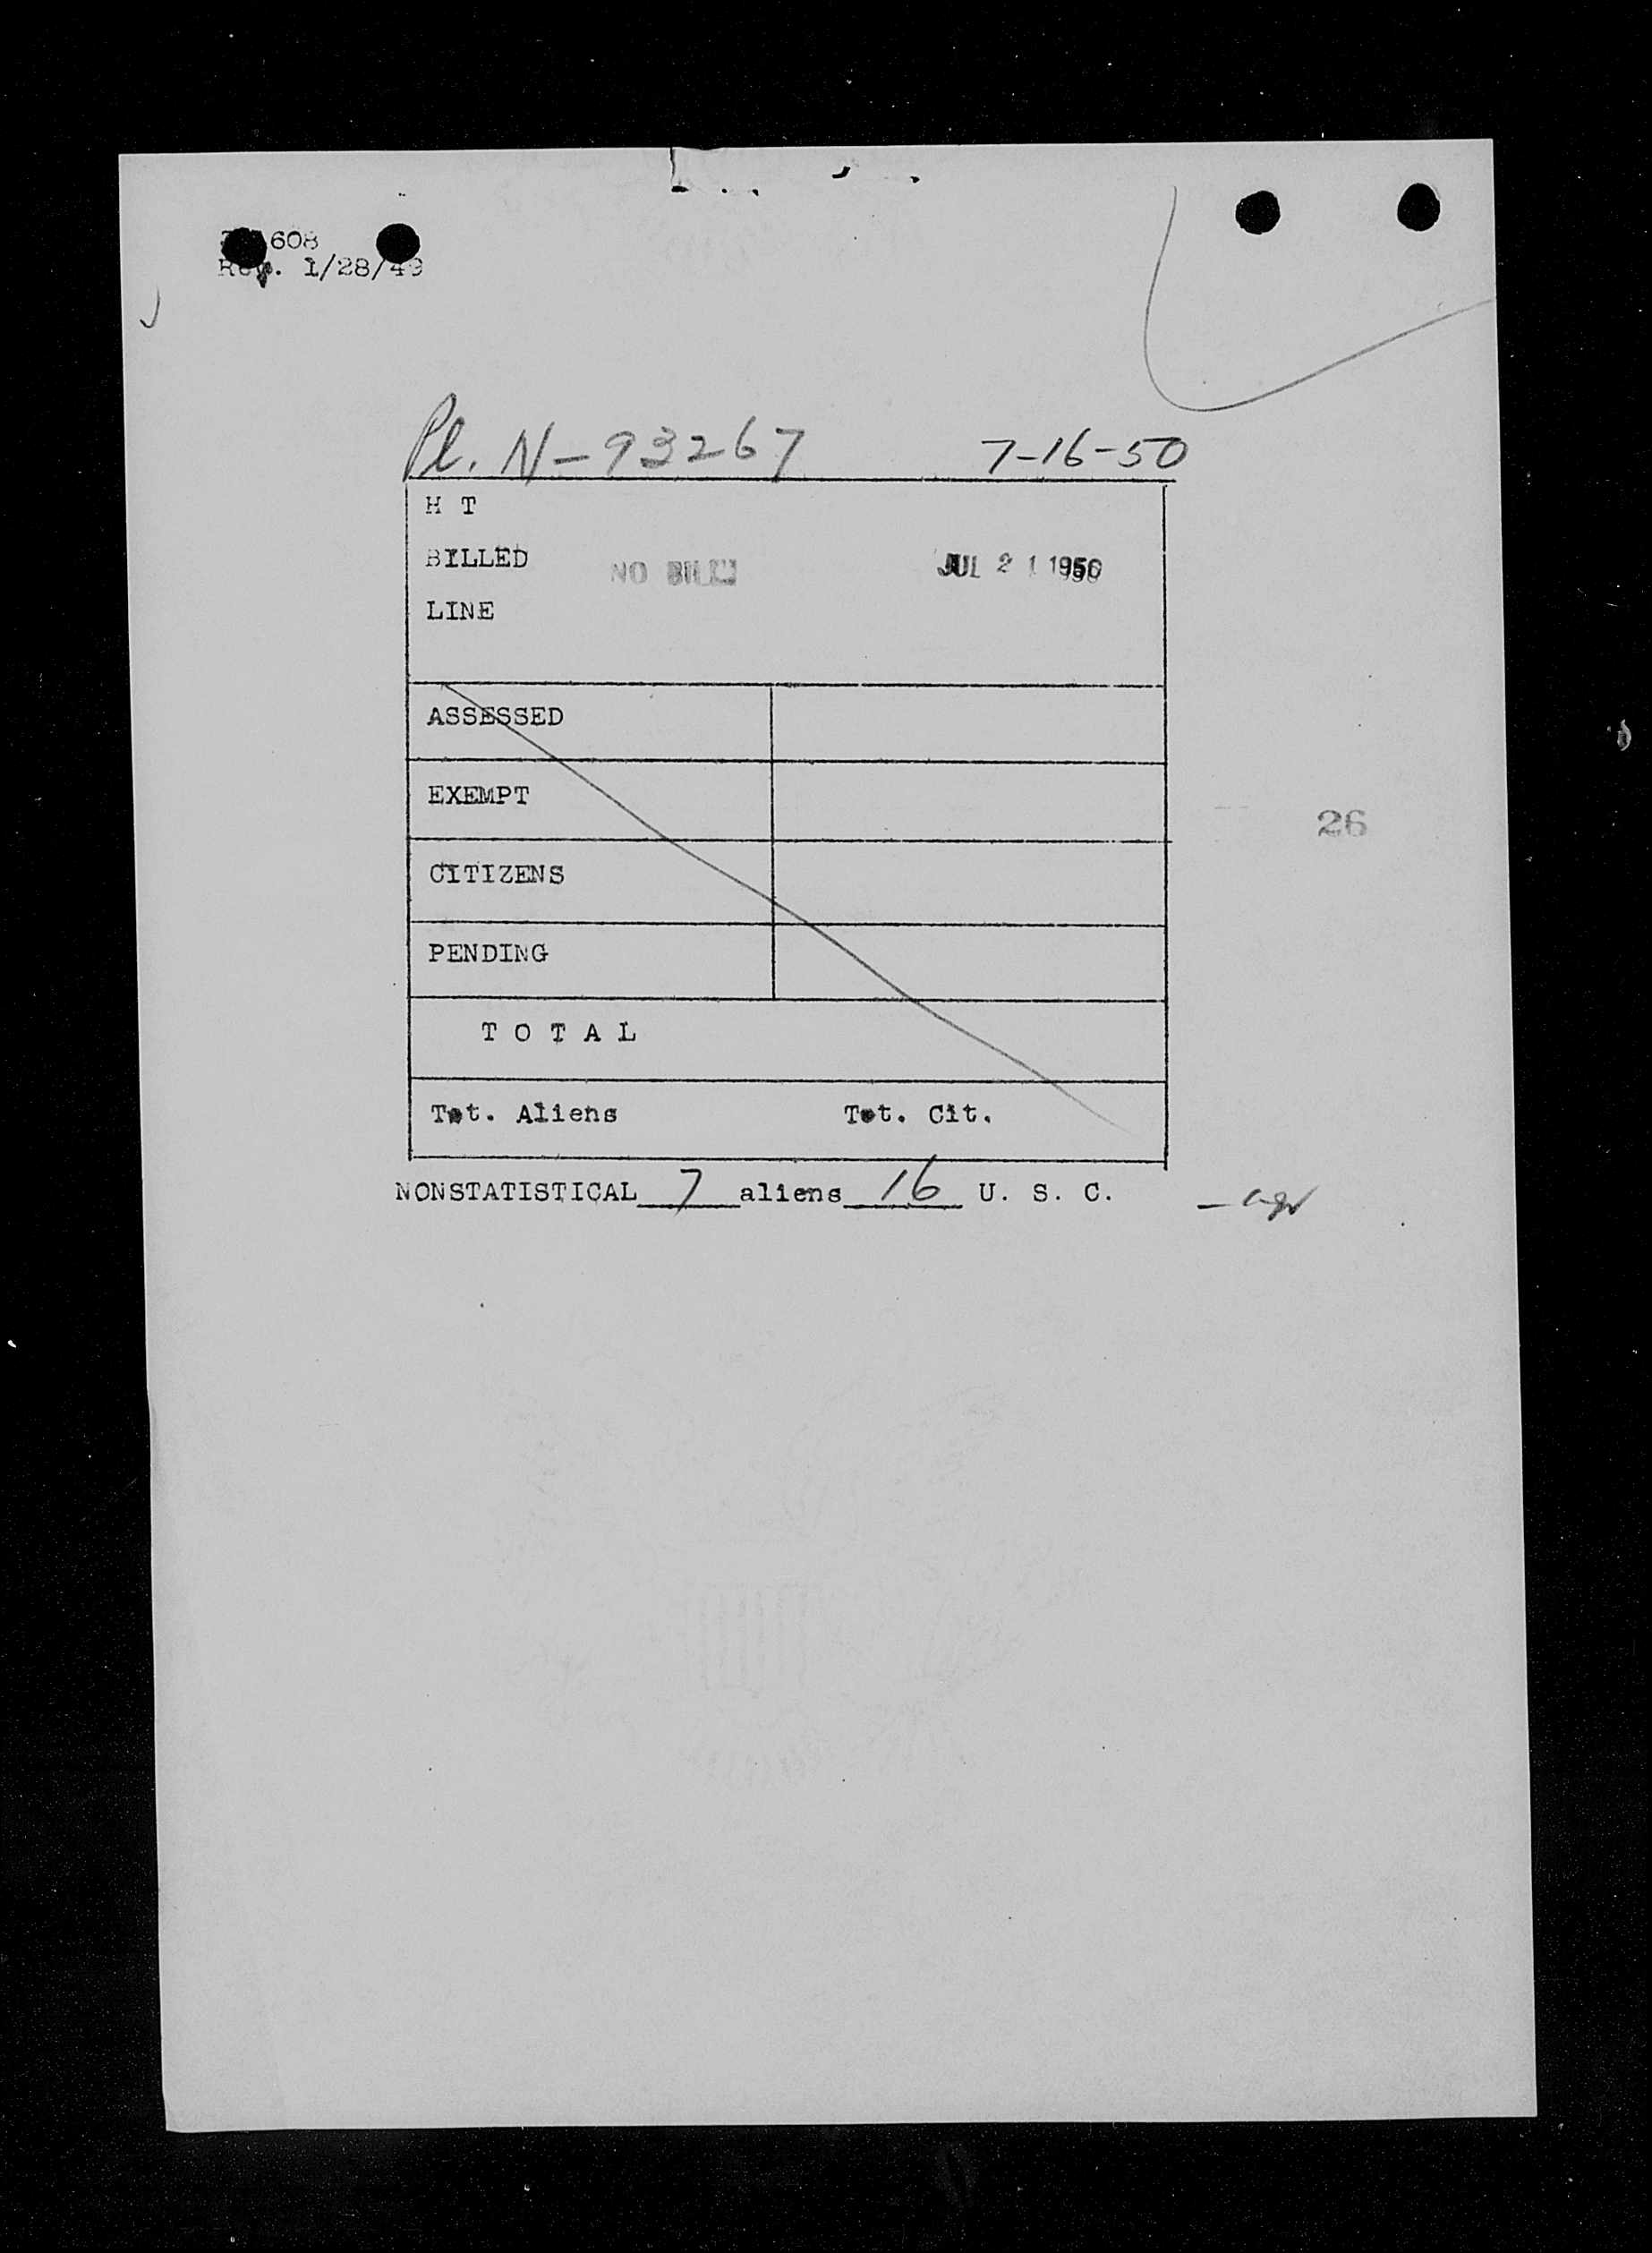 608
Rev. 1/28/49
Pl. N-93267 7-16-50
H T
BILLED NO BILL JUL 21 1950
LINE
ASSESSED
EXEMPT
26
CITIZENS
PENDING
T O T A L
Tot. Aliens Tot. Cit.
NONSTATISTICAL 7 aliens 16 U. S. C.